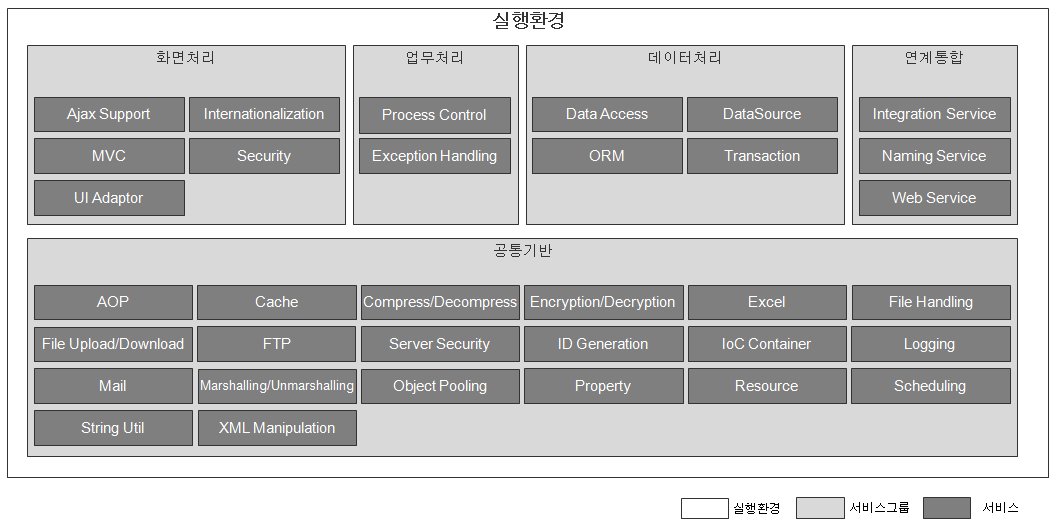 실행환경
화면처리
Ajax Support
Internationalization
MVC
Security
UI Adaptor
업무처리
Process Control
Exception Handling
데이터처리
Data Access
DataSource
ORM
Transaction
연계통합
Integration Service
Naming Service
Web Service
공통기반
AOP
Cache
Compress/Decompress
Encryption/Decryption
Excel
File Handling
File Upload/Download
FTP
Server Security
ID Generation
IoC Container
Logging
Mail
Marshalling/Unmarshalling
Object Pooling
Property
Resource
Scheduling
String Util
XML Manipulation
실행환경
서비스그룹
서비스